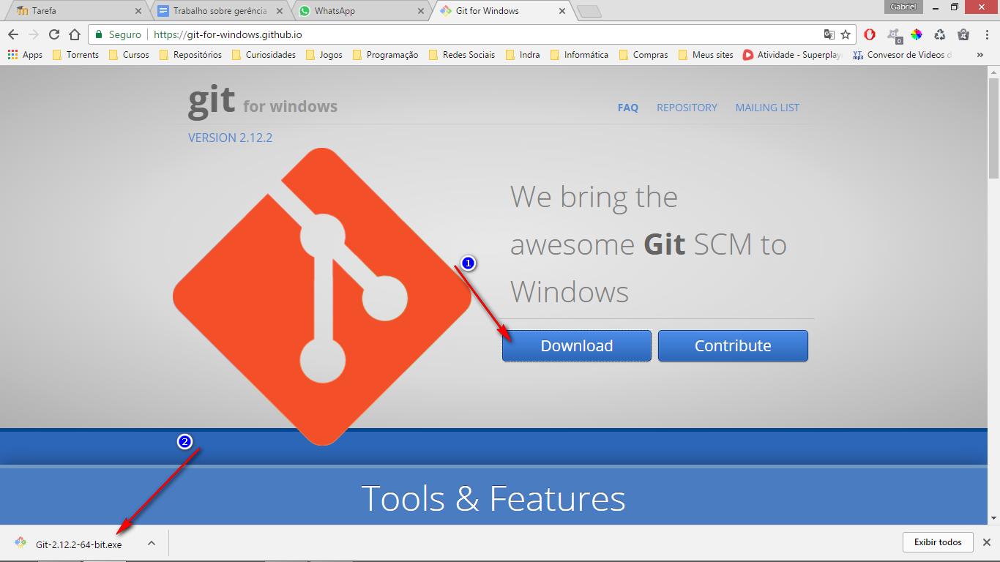 Tarefa
Trabalho sobre gerência
WhatsApp
Git for Windows
Gabriel
Seguro
https://git-for-windows.github.io
0
Apps
Torrents
Cursos
Repositórios
Curiosidades
Jogos
Programação
Redes Sociais
Indra
Informática
Compras
Meus sites
Atividade - Superplay
YT mp3
Convesor de Videos d
»
git for windows
FAQ
REPOSITORY
MAILING LIST
VERSION 2.12.2
We bring the
awesome Git SCM to
Windows
1
Download
Contribute
2
Tools & Features
Git-2.12.2-64-bit.exe
Exibir todos